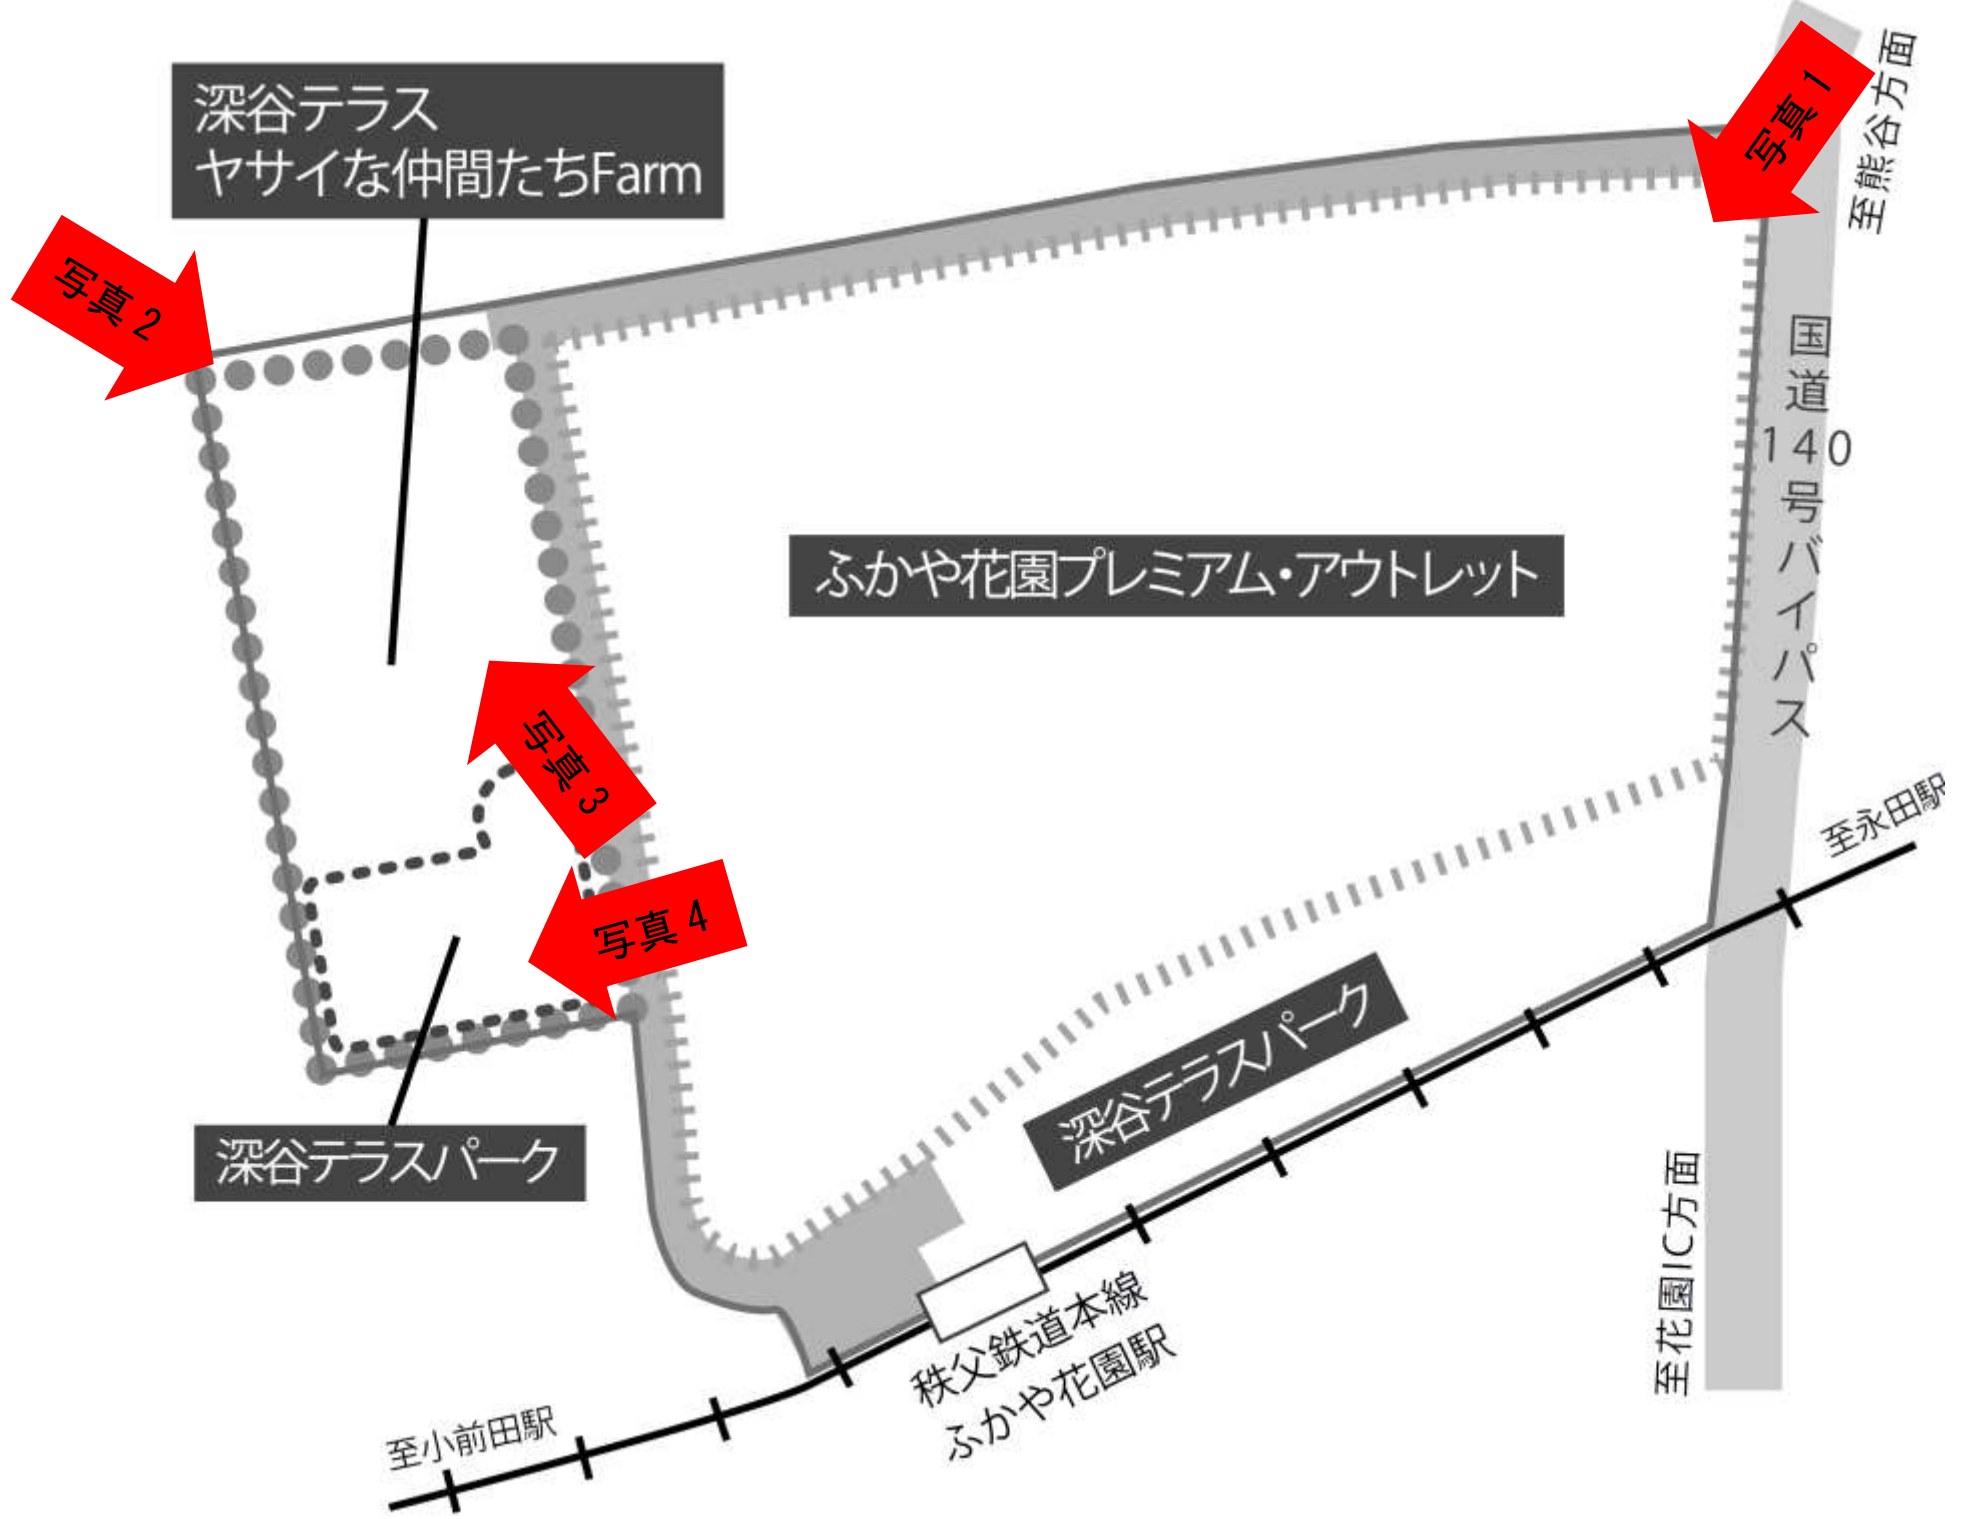 深谷テラス
ヤサイな仲間たちFarm
写真1
至熊谷方面
写真2
国道140号バイパス
ふかや花園プレミアム・アウトレット
写真3
写真4
至永田駅
深谷テラスパーク
深谷テラスパーク
至花園IC方面
秩父鉄道本線
ふかや花園駅
至小前田駅